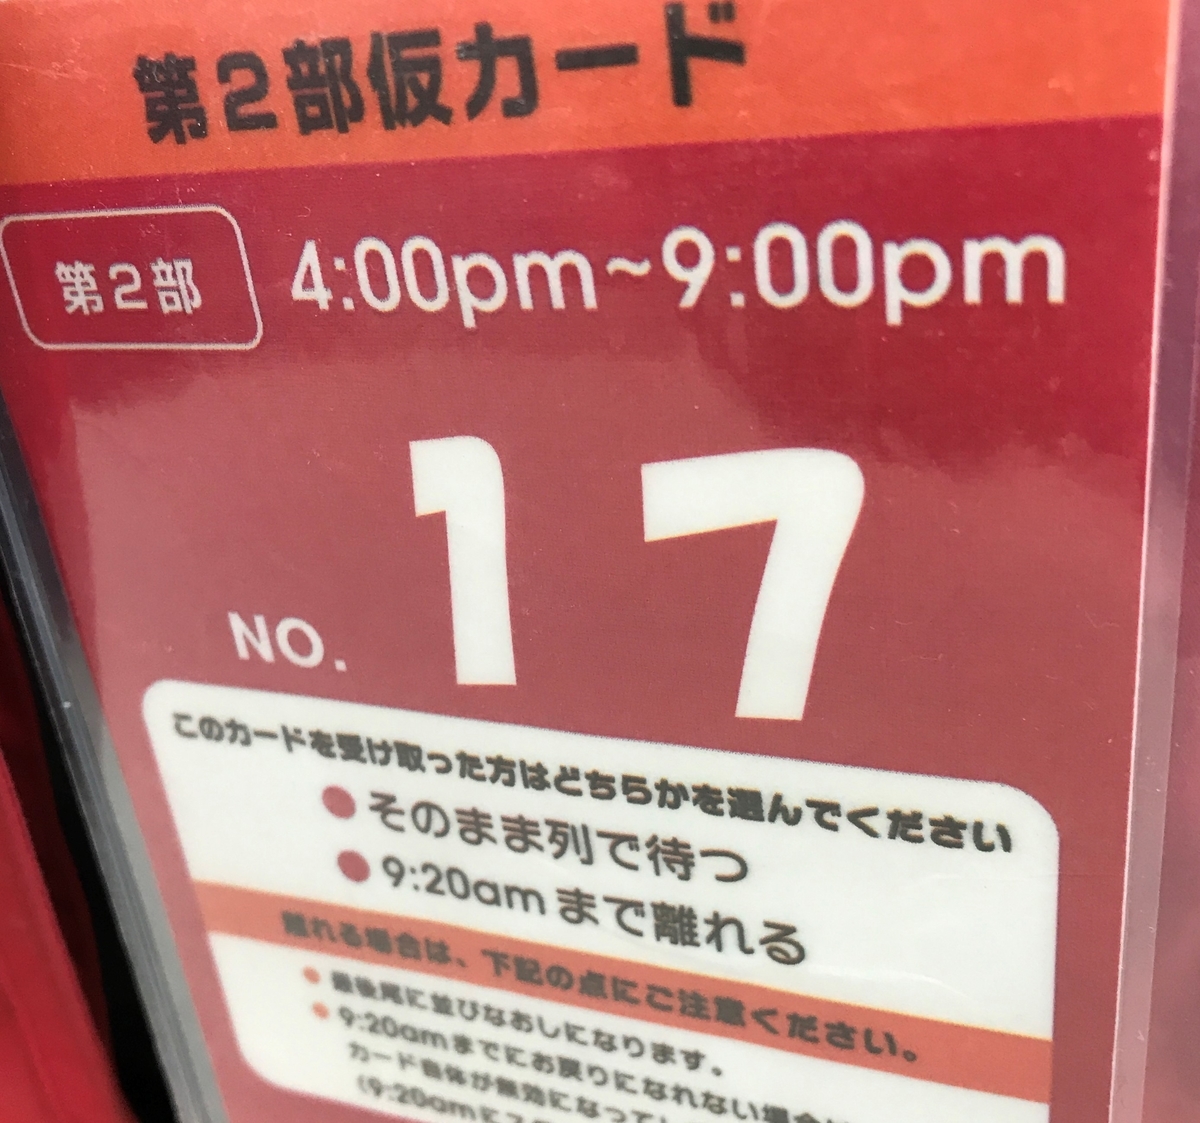 第2部仮カード
第2部 4:00pm~9:00pm
NO. 17
このカードを受け取った方はどちらかを選んでください
●そのまま列で待つ
●9:20amまで離れる
離れる場合は、下記の点にご注意ください。
●最後尾に並びなおしになります。
●9:20amまでにお戻りになれない場合
カード自体が無効になって
(9:20amに